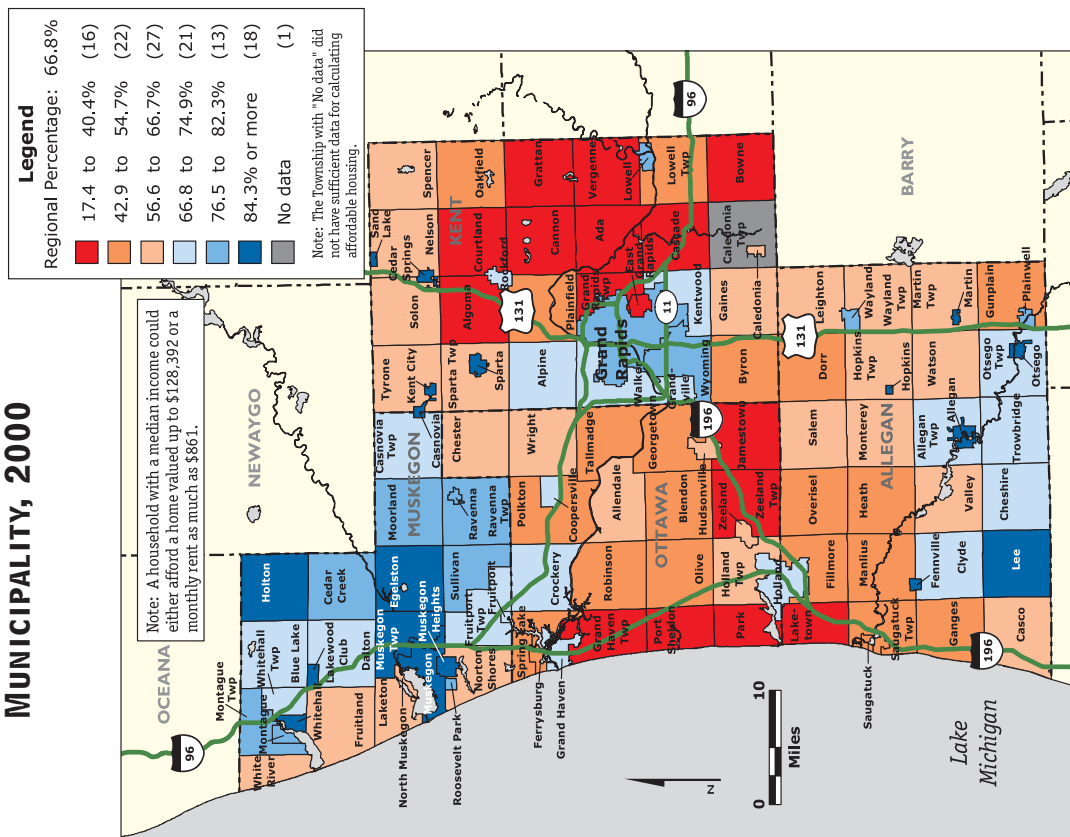 MUNICIPALITY, 2000
Legend
Regional Percentage: 66.8%
17.4 to 40.4% (16)
42.9 to 54.7% (22)
56.6 to 66.7% (27)
66.8 to 74.9% (21)
76.5 to 82.3% (13)
84.3% or more (18)
No data (1)
Note: The Township with "No data" did
not have sufficient data for calculating
affordable housing.
Note: A household with a median income could
either afford a home valued up to $128,392 or a
monthly rent as much as $861.
OCEANA
NEWAYGO
MUSKEGON
KENT
OTTAWA
ALLEGAN
BARRY
Montague
Twp
Montague
Whitehall
Twp
White
River
Whitehall
Blue Lake
Holton
Fruitland
Lakewood
Club
Dalton
Cedar
Creek
Laketon
North Muskegon
Muskegon
Twp
Muskegon
Muskegon
Heights
Roosevelt Park
Egelston
Moorland
Casnovia
Twp
Casnovia
Norton
Shores
Fruitport
Twp
Fruitport
Sullivan
Ravenna
Ravenna
Twp
Tyrone
Kent City
Solon
Cedar
Springs
Sand
Lake
Nelson
Spencer
Chester
Sparta Twp
Sparta
Algoma
Courtland
Rockford
Oakfield
Spring Lake
Ferrysburg
Grand Haven
Crockery
Polkton
Coopersville
Wright
Alpine
Plainfield
Cannon
Grattan
Grand
Haven
Twp
Robinson
Allendale
Tallmadge
Walker
Grand
Rapids
Grand
Rapids
Twp
East
Grand
Rapids
Ada
Vergennes
Lowell
Port
Sheldon
Olive
Blendon
Georgetown
Hudsonville
Grand-
ville
Wyoming
Kentwood
Cascade
Lowell
Twp
Park
Holland
Twp
Holland
Zeeland
Zeeland
Twp
Jamestown
Byron
Gaines
Caledonia
Twp
Caledonia
Bowne
Lake-
town
Fillmore
Overisel
Salem
Dorr
Leighton
Saugatuck
Saugatuck
Twp
Manlius
Heath
Monterey
Hopkins
Twp
Hopkins
Wayland
Wayland
Twp
Ganges
Fennville
Clyde
Valley
Allegan
Twp
Allegan
Watson
Martin
Twp
Martin
Casco
Lee
Cheshire
Trowbridge
Otsego
Twp
Otsego
Gunplain
Plainwell
96
131
96
11
196
131
196
Lake
Michigan
N
0
10
Miles